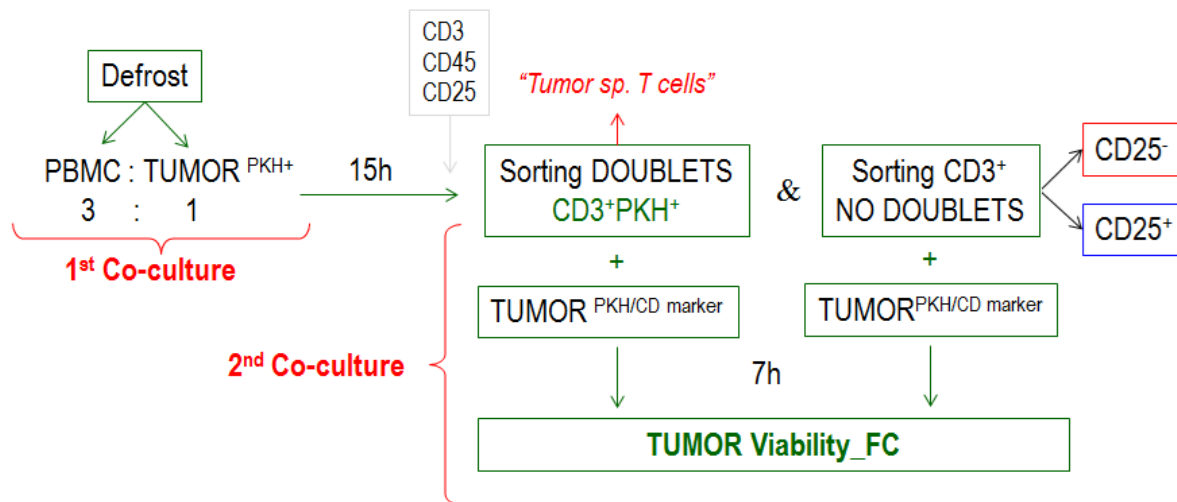 CD3
CD45
CD25
Defrost
“Tumor sp. T cells”
PBMC : TUMOR PKH+
3 : 1
15h
1st Co-culture
Sorting DOUBLETS
CD3+PKH+
&
Sorting CD3+
NO DOUBLETS
CD25-
CD25+
+
+
TUMOR PKH/CD marker
TUMORPKH/CD marker
2nd Co-culture
7h
TUMOR Viability_FC